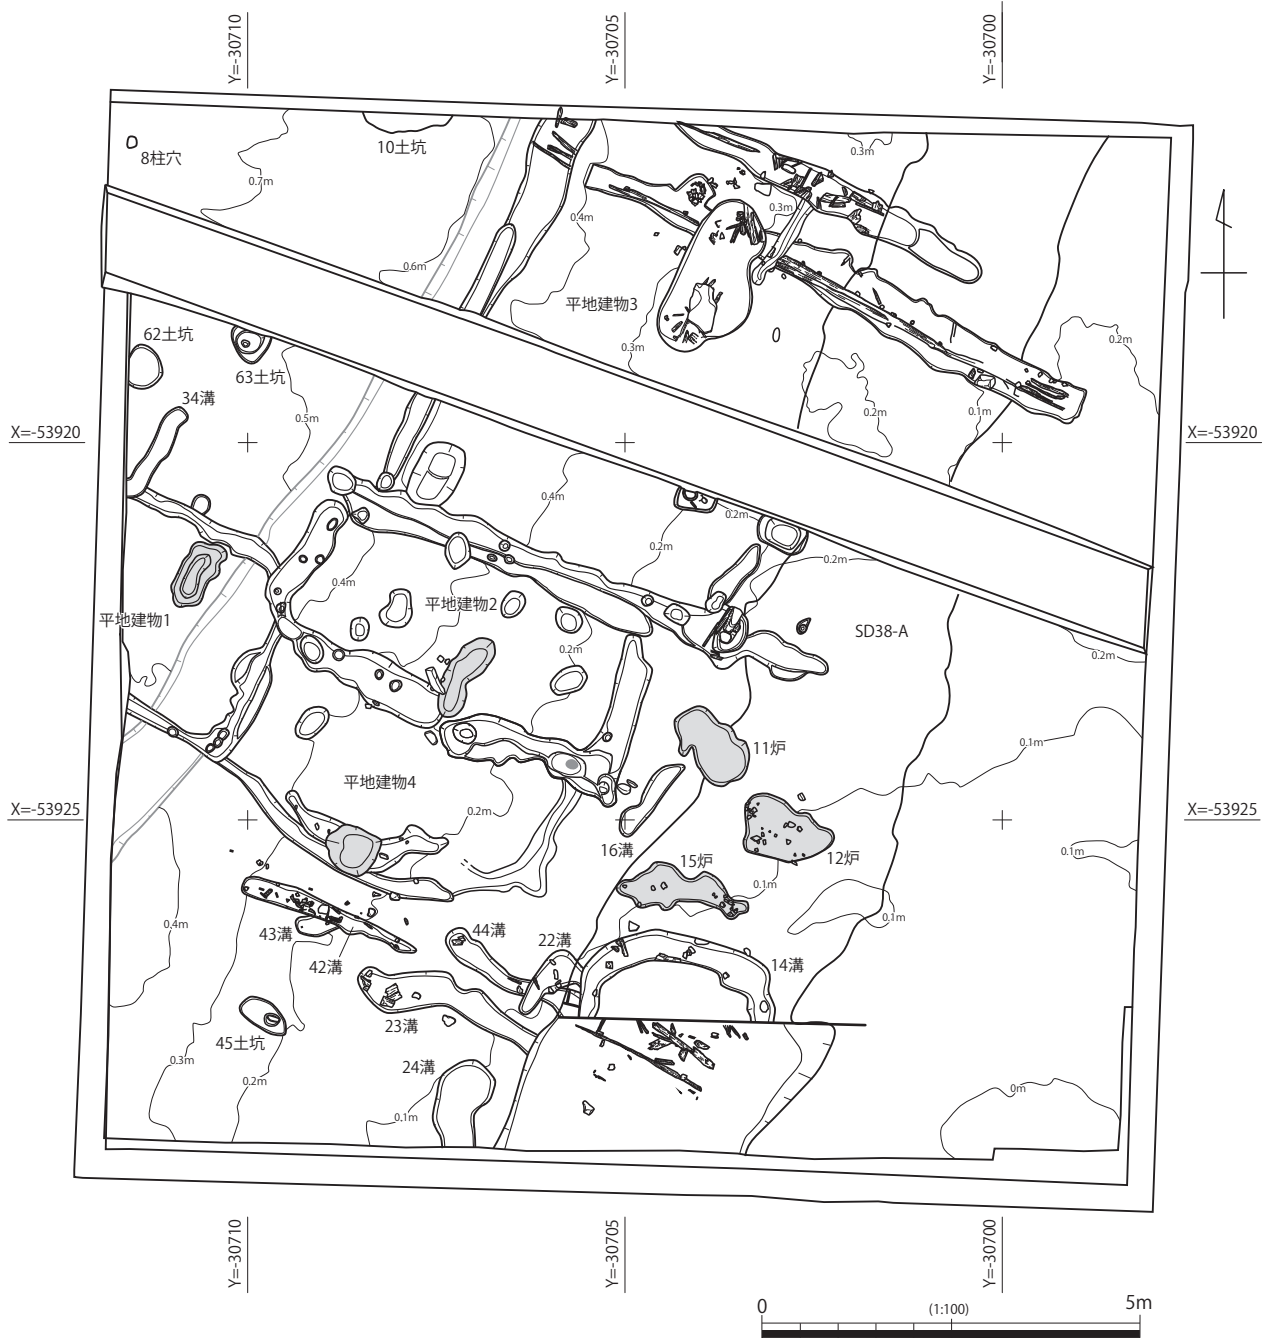 Y=-30710
Y=-30705
Y=-30700
8柱穴
10土坑
0.3m
0.7m
0.3m
0.4m
0.6m
平地建物3
62土坑
0.3m
0.2m
63土坑
34溝
0.5m
0.2m
0.1m
X=-53920
X=-53920
0.4m
0.2m
0.2m
0.2m
0.4m
平地建物2
平地建物1
SD38-A
0.2m
0.2m
11炉
0.1m
平地建物4
0.2m
X=-53925
X=-53925
16溝
15炉
12炉
0.1m
0.1m
0.1m
0.4m
43溝
44溝
22溝
42溝
14溝
23溝
45土坑
0.3m
24溝
0.2m
0m
0.1m
Y=-30710
Y=-30705
Y=-30700
0
(1:100)
5m